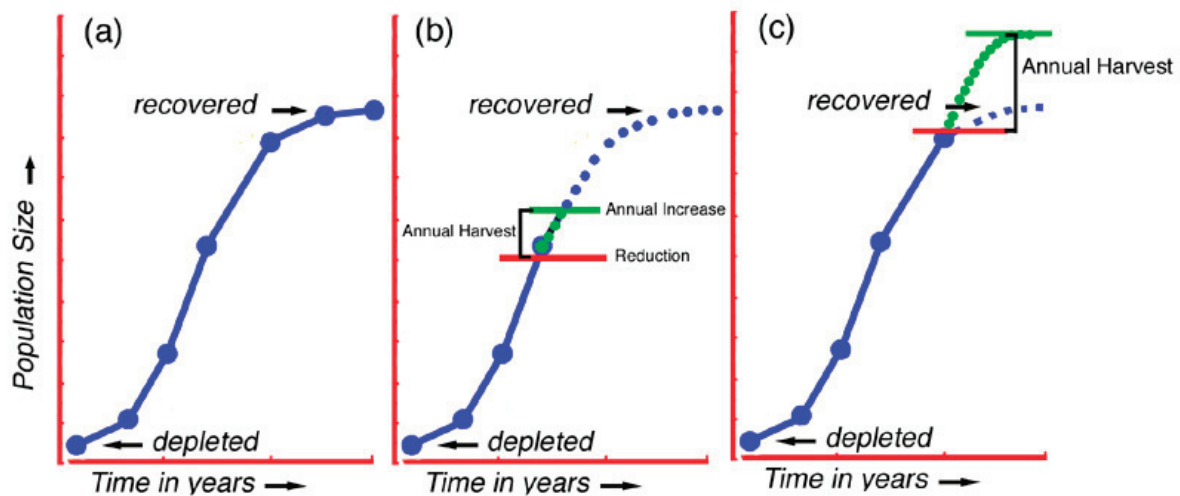 (a)
recovered →
Population Size →
← depleted
Time in years →
(b)
recovered →
Annual Increase
Annual Harvest
Reduction
← depleted
Time in years →
(c)
Annual Harvest
recovered →
← depleted
Time in years →